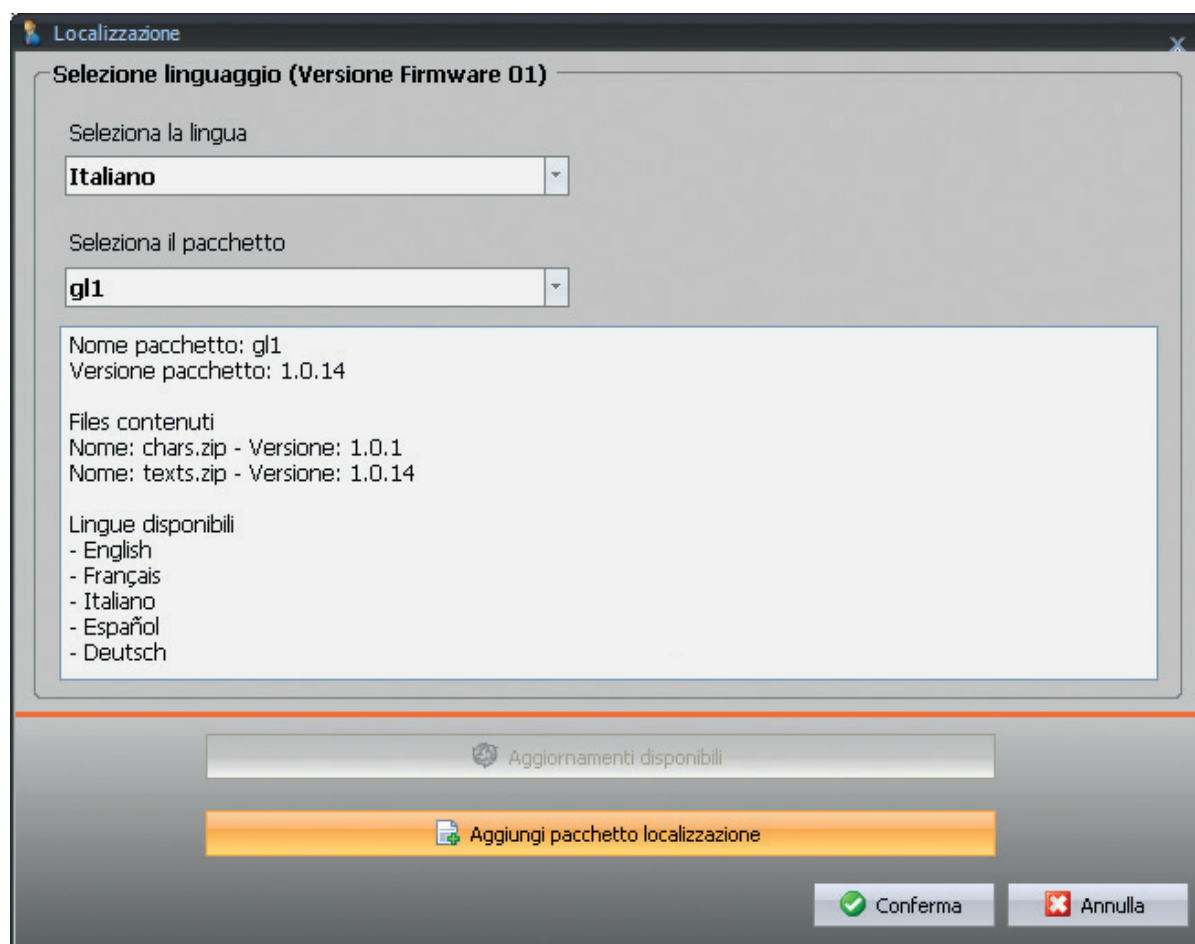 Localizzazione
Selezione linguaggio (Versione Firmware 01)
Seleziona la lingua
Italiano
Seleziona il pacchetto
gl1
Nome pacchetto: gl1
Versione pacchetto: 1.0.14
Files contenuti
Nome: chars.zip - Versione: 1.0.1
Nome: texts.zip - Versione: 1.0.14
Lingue disponibili
- English
- Français
- Italiano
- Español
- Deutsch
Aggiornamenti disponibili
Aggiungi pacchetto localizzazione
Conferma
Annulla